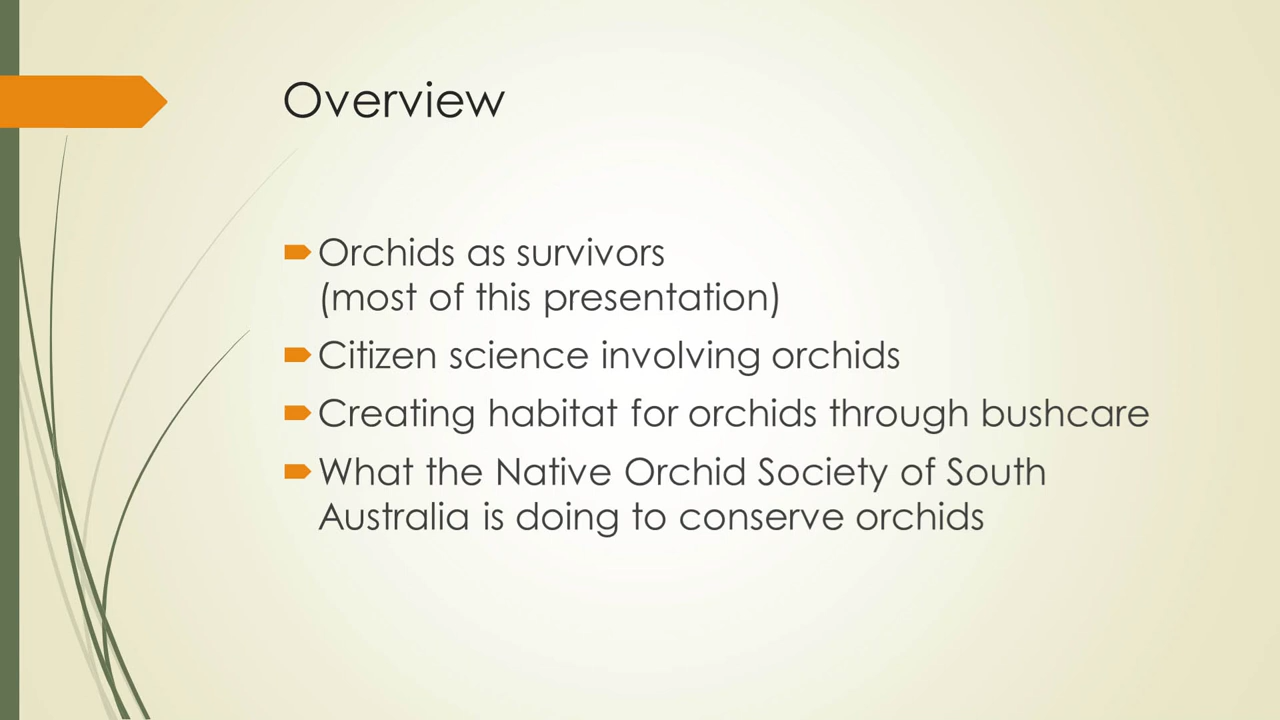 Overview
Orchids as survivors
(most of this presentation)
Citizen science involving orchids
Creating habitat for orchids through bushcare
What the Native Orchid Society of South
Australia is doing to conserve orchids